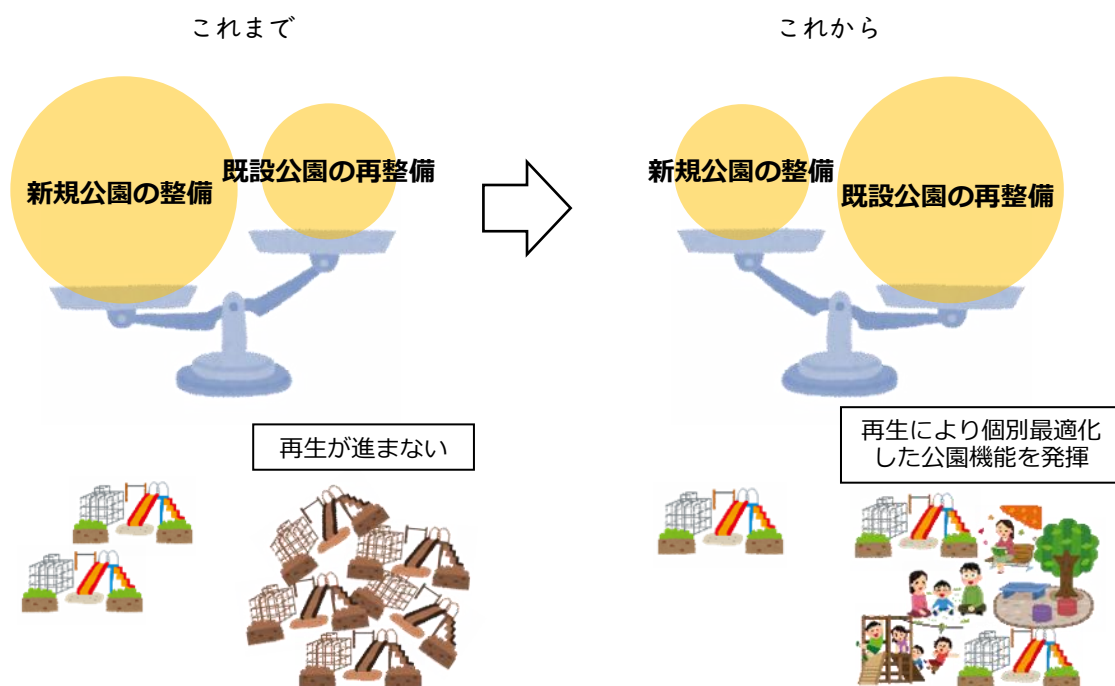 これまで
これから
新規公園の整備
既設公園の再整備
新規公園の整備
既設公園の再整備
再生が進まない
再生により個別最適化
した公園機能を発揮